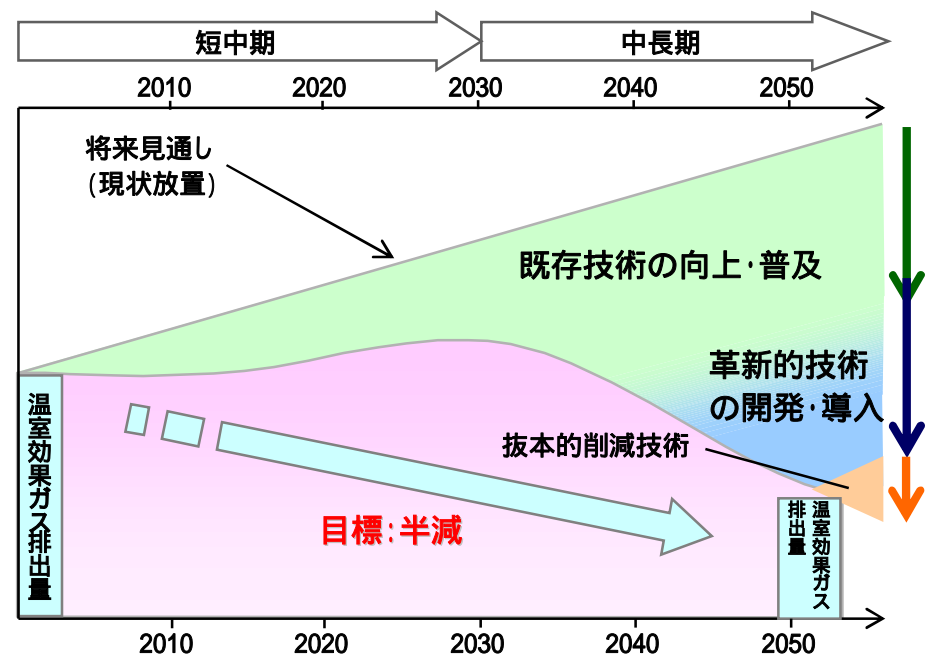 短中期
中長期
2010
2020
2030
2040
2050
将来見通し
(現状放置)
既存技術の向上・普及
革新的技術
の開発・導入
抜本的削減技術
温室効果ガス排出量
目標：半減
温室効果ガス
排出量
2010
2020
2030
2040
2050